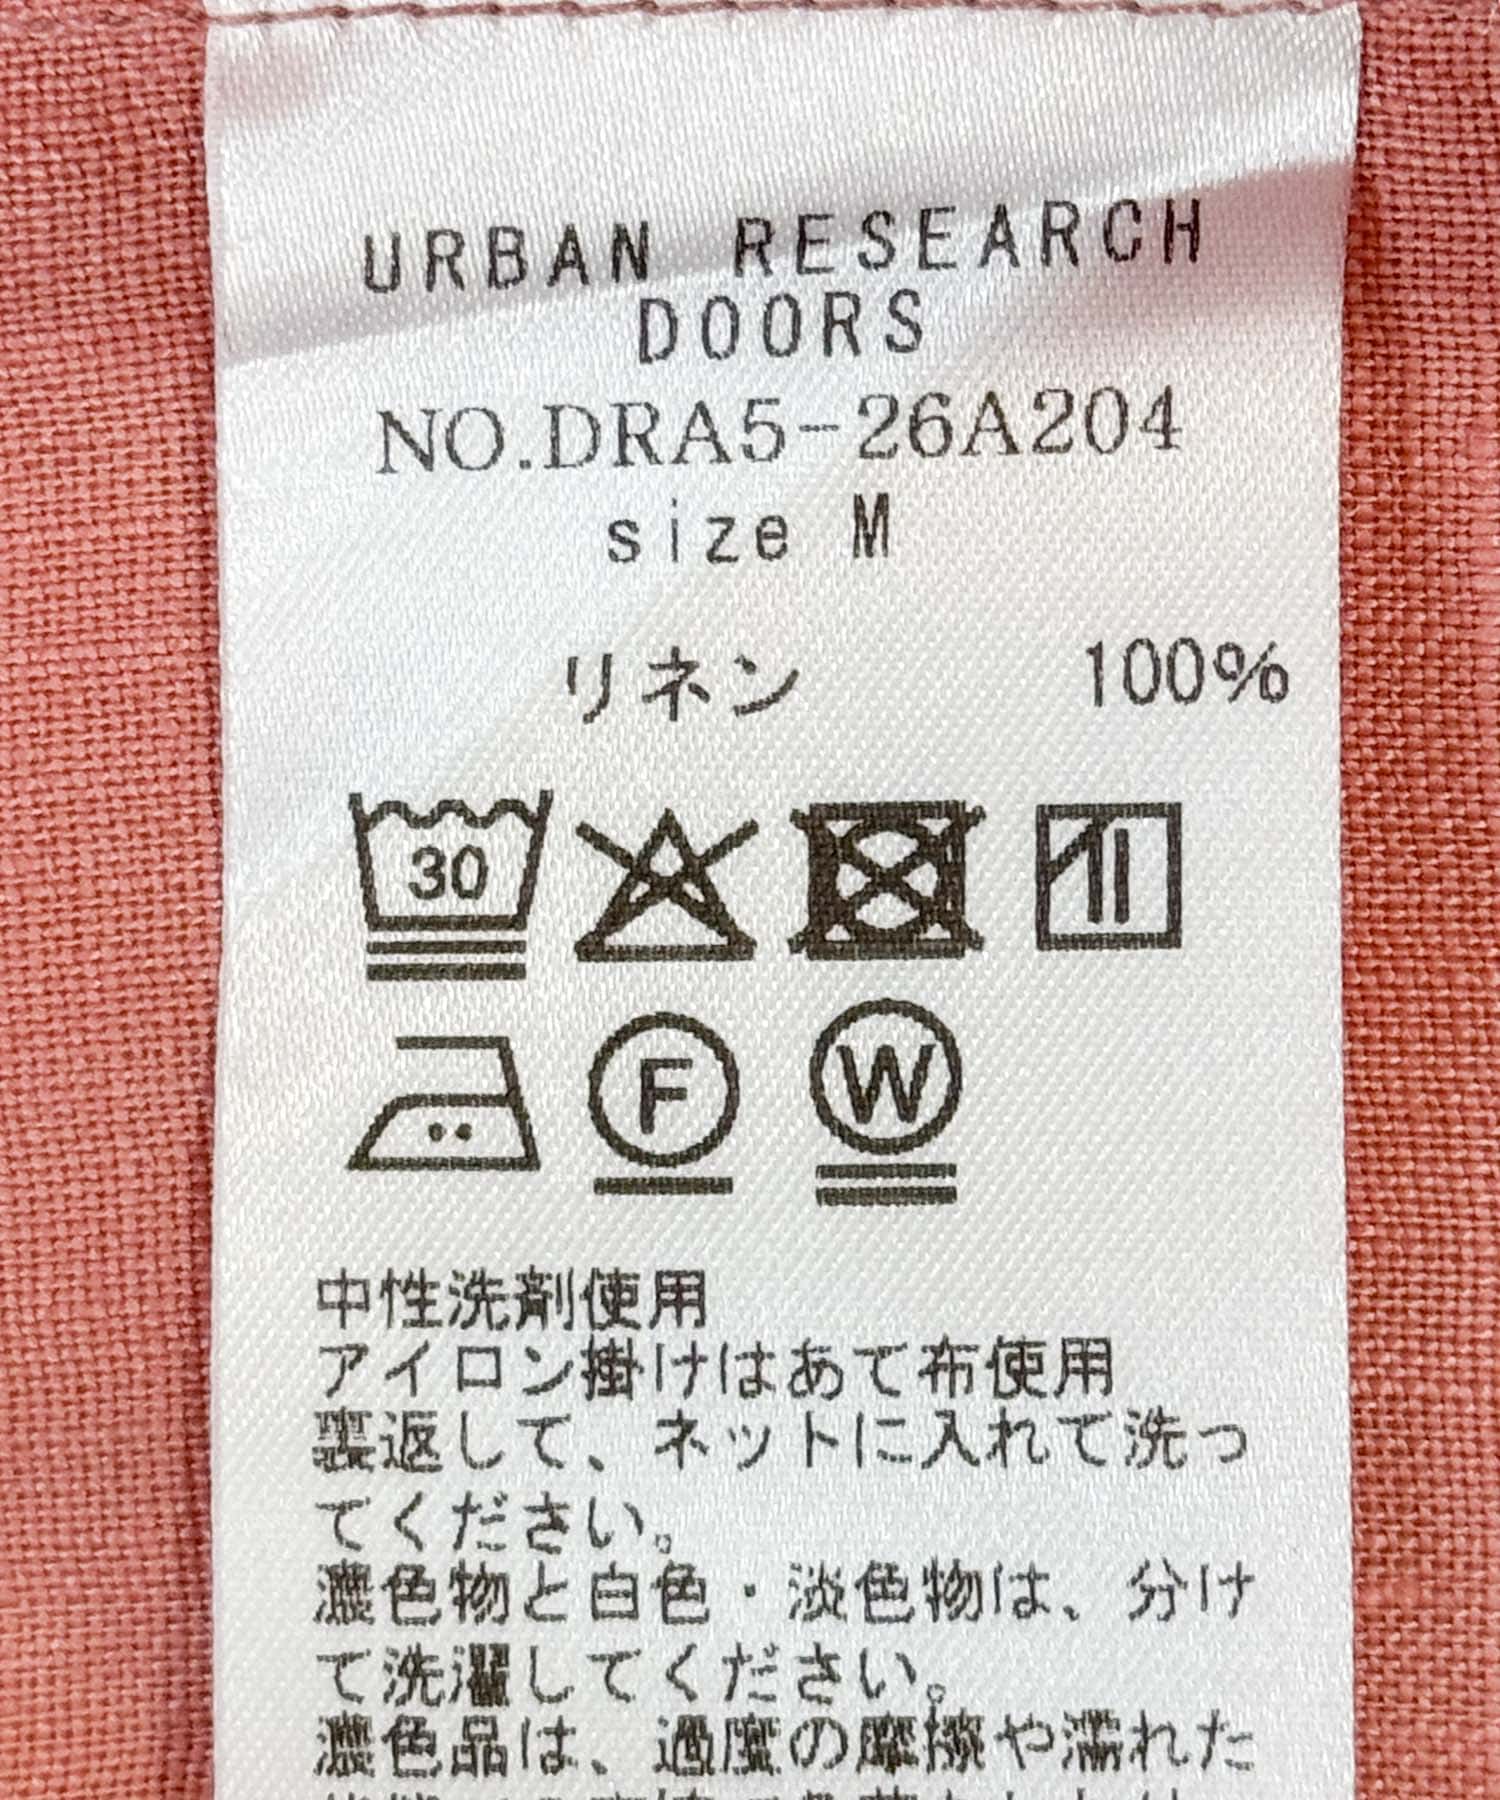 URBAN RESEARCH
DOORS
NO.DRA5-26A204
size M
リネン 100%
30
F W
中性洗剤使用
アイロン掛けはあて布使用
裏返して、ネットに入れて洗っ
てください。
濃色物と白色・淡色物は、分け
て洗濯してください。
濃色品は、過度の摩擦や濡れた